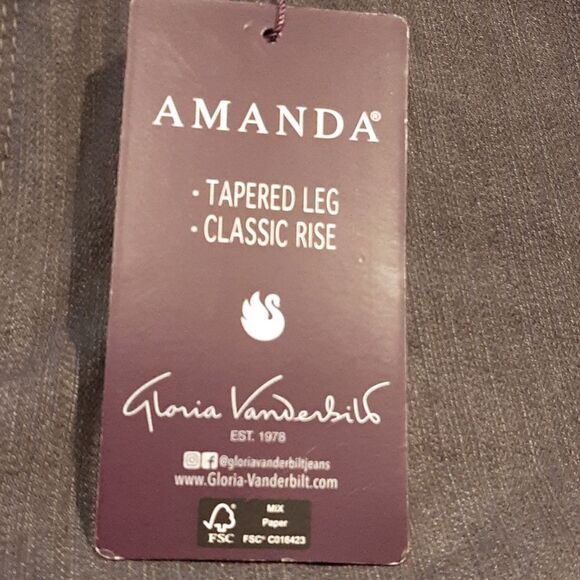 AMANDA®
· TAPERED LEG
· CLASSIC RISE
Gloria Vanderbilt
EST. 1978
@gloriavanderbiltjeans
www.Gloria-Vanderbilt.com
MIX
Paper
FSC FSC® C016423